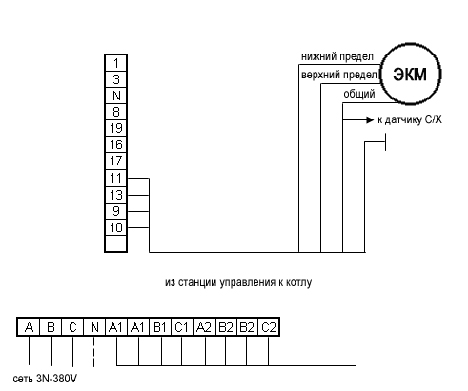 нижний предел
верхний предел
ЭКМ
общий
к датчику С/Х
1
3
N
8
19
16
17
11
13
9
10
из станции управления к котлу
A B C N A1 A1 B1 C1 A2 B2 B2 C2
сеть 3N-380V